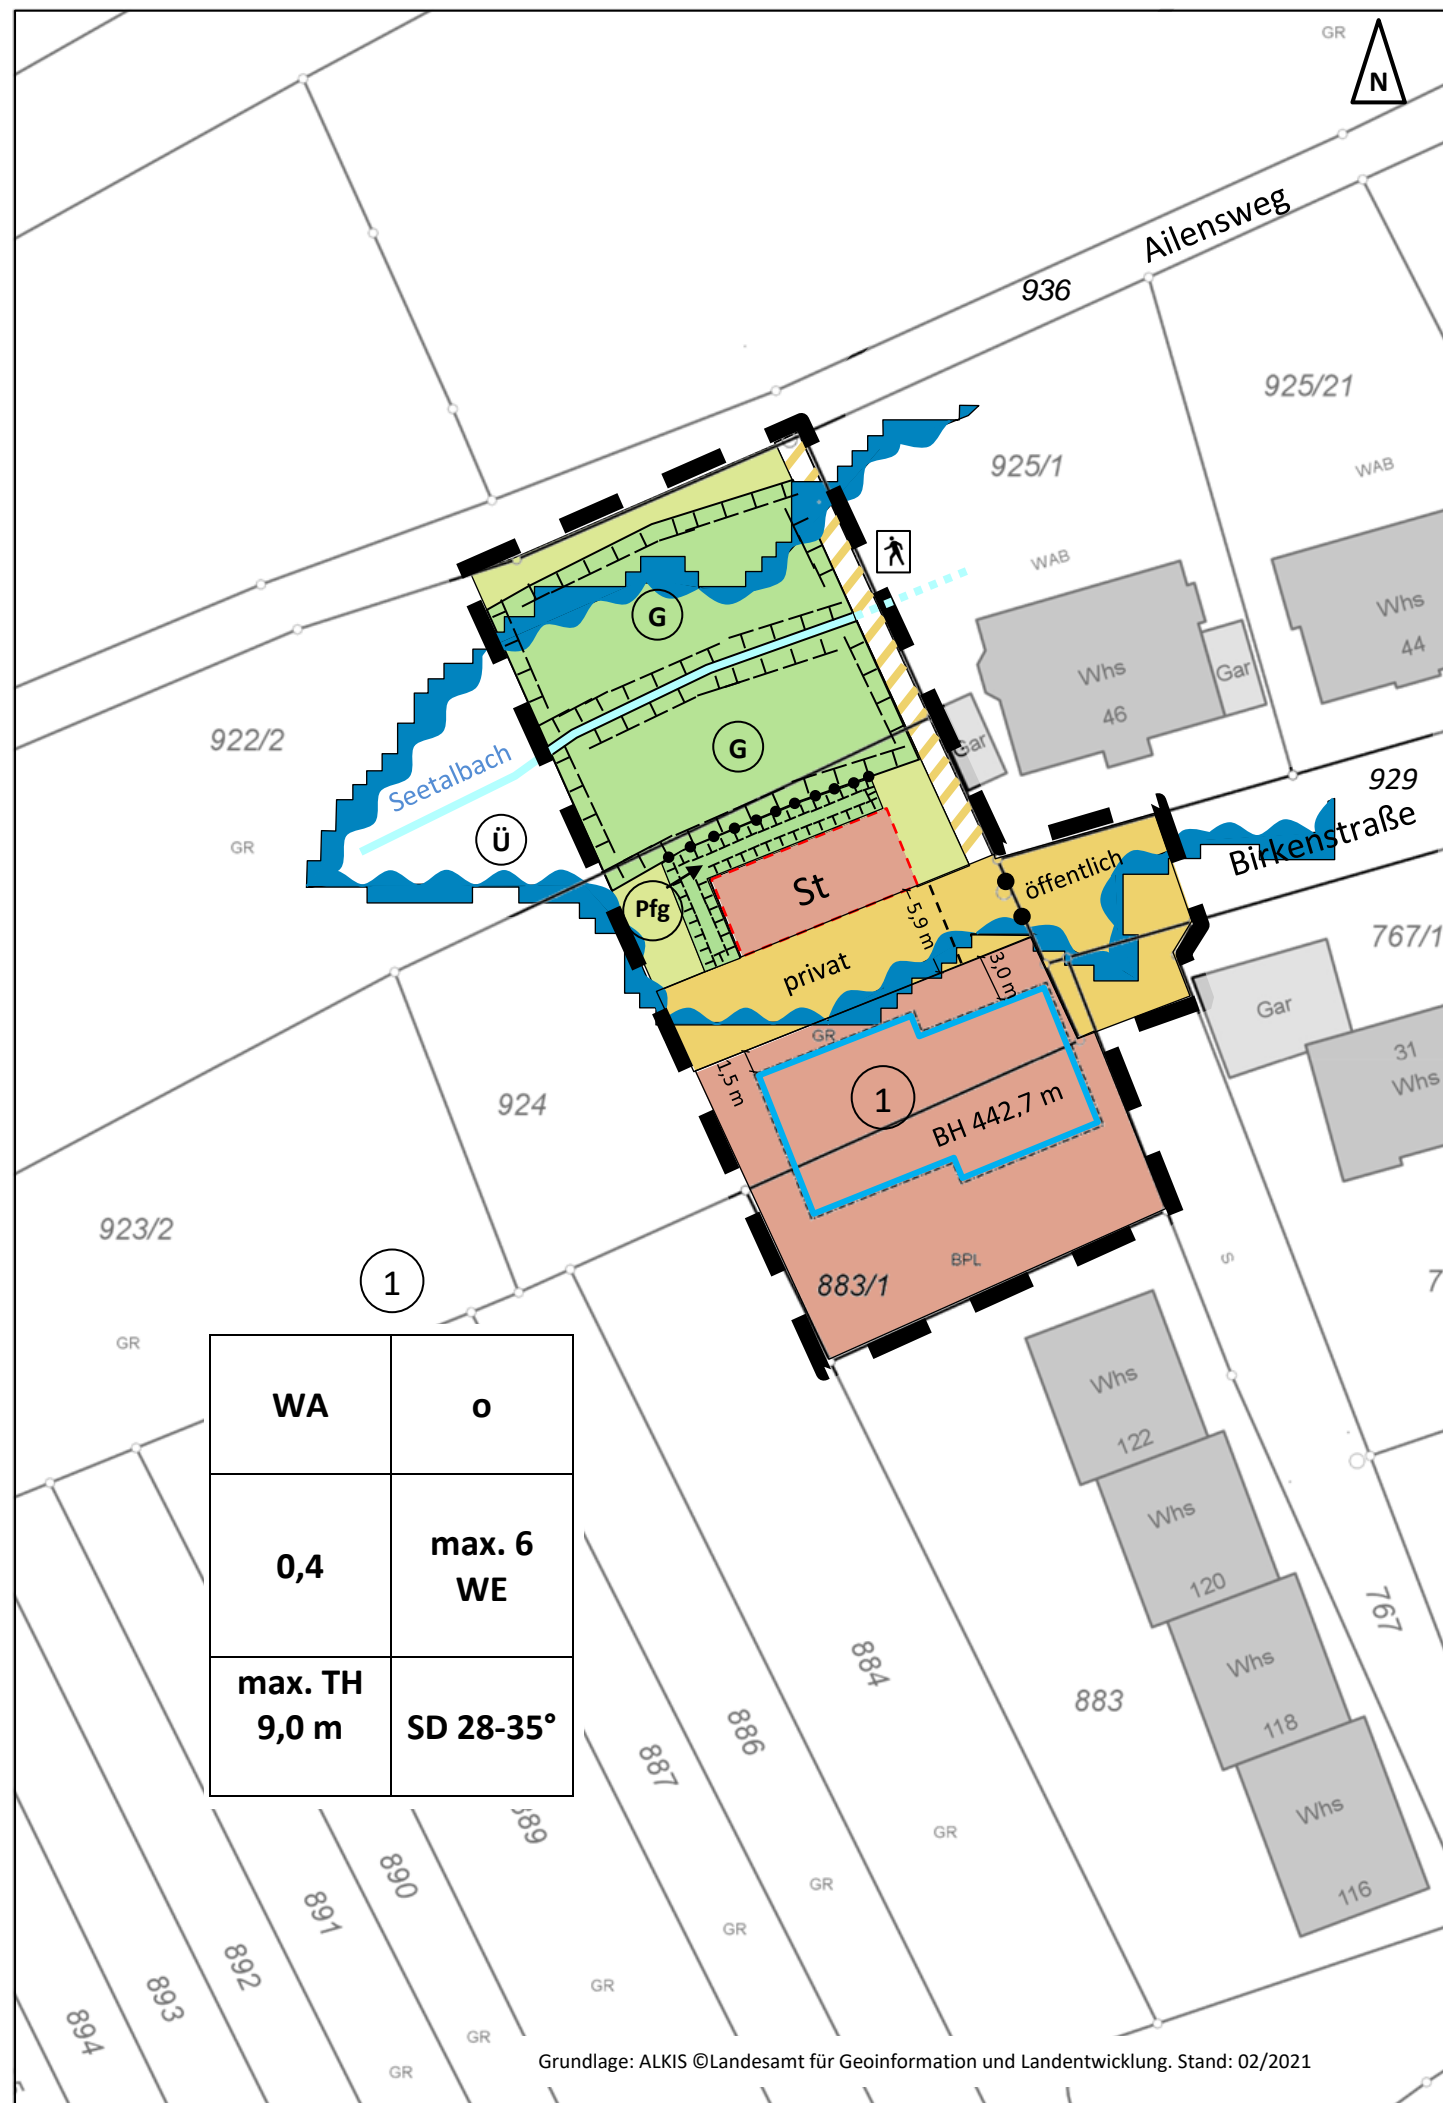 GR
N
Ailensweg
936
925/21
925/1
WAB
WAB
Whs
44
G
Whs
46
Gar
Gar
922/2
G
929
Birkenstraße
Seetalbach
Ü
GR
öffentlich
St
Pfg
5,9 m
privat
3,0 m
767/1
Gar
31
Whs
GR
1,5 m
1
BH 442,7 m
924
923/2
BPL
883/1
S
7
1
GR
WA
o
0,4
max. 6
WE
max. TH
9,0 m
SD 28-35°
Whs
122
Whs
120
Whs
118
Whs
116
767
884
883
886
887
889
890
891
892
893
894
GR
GR
GR
GR
GR
GR
Grundlage: ALKIS ©Landesamt für Geoinformation und Landentwicklung. Stand: 02/2021